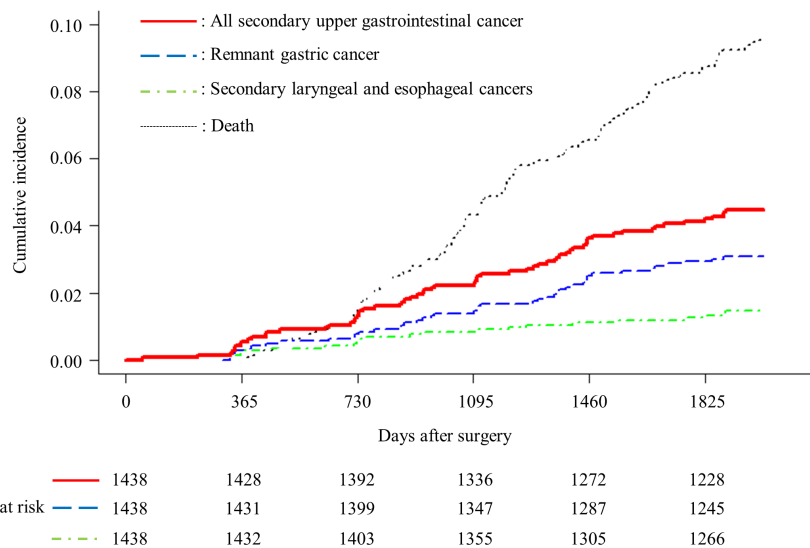 0.10
: All secondary upper gastrointestinal cancer
: Remnant gastric cancer
0.08
: Secondary laryngeal and esophageal cancers
: Death
0.06
Cumulative incidence
0.04
0.02
0.00
0 365 730 1095 1460 1825
Days after surgery
1438 1428 1392 1336 1272 1228
at risk 1438 1431 1399 1347 1287 1245
1438 1432 1403 1355 1305 1266